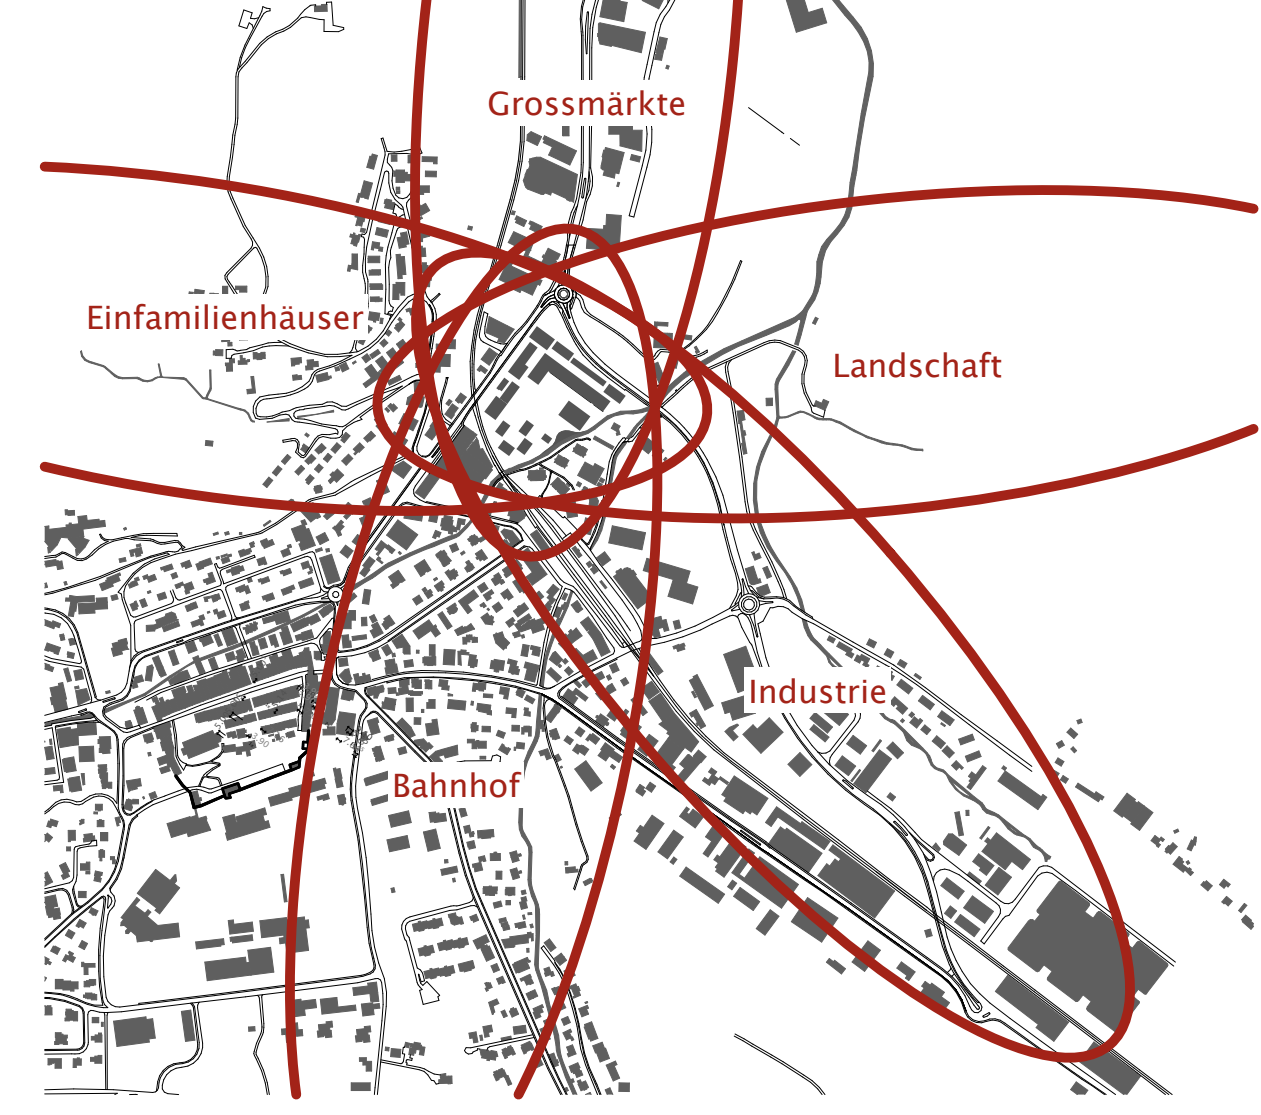 Grossmärkte
Einfamilienhäuser
Landschaft
Industrie
Bahnhof